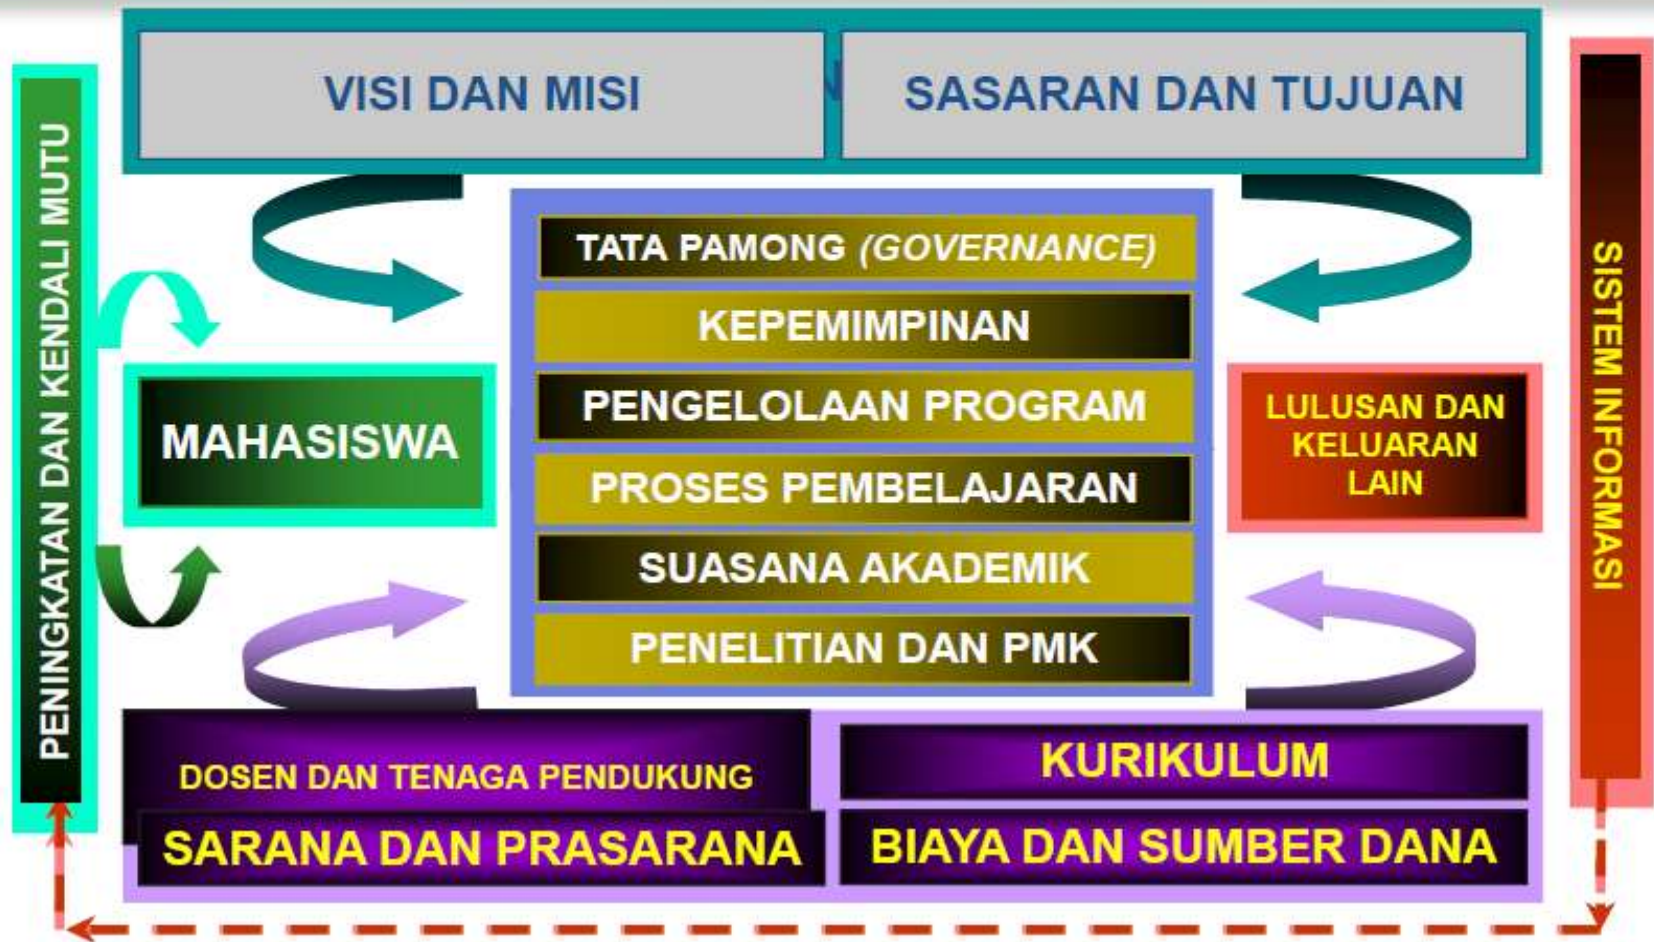 VISI DAN MISI
SASARAN DAN TUJUAN
PENINGKATAN DAN KENDALI MUTU
TATA PAMONG (GOVERNANCE)
KEPEMIMPINAN
PENGELOLAAN PROGRAM
PROSES PEMBELAJARAN
SUASANA AKADEMIK
PENELITIAN DAN PMK
MAHASISWA
LULUSAN DAN
KELUARAN
LAIN
SISTEM INFORMASI
DOSEN DAN TENAGA PENDUKUNG
KURIKULUM
SARANA DAN PRASARANA
BIAYA DAN SUMBER DANA